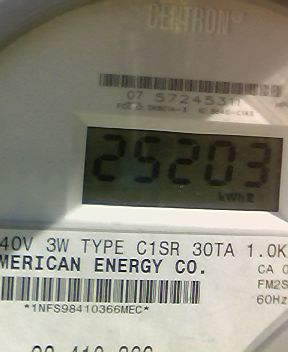 CENTRON
07 57245311
25203
kWh
40V 3W TYPE C1SR 30TA 1.0K
MERICAN ENERGY CO.
CA 0
FM2S
60Hz
*1NFS98410366MEC*